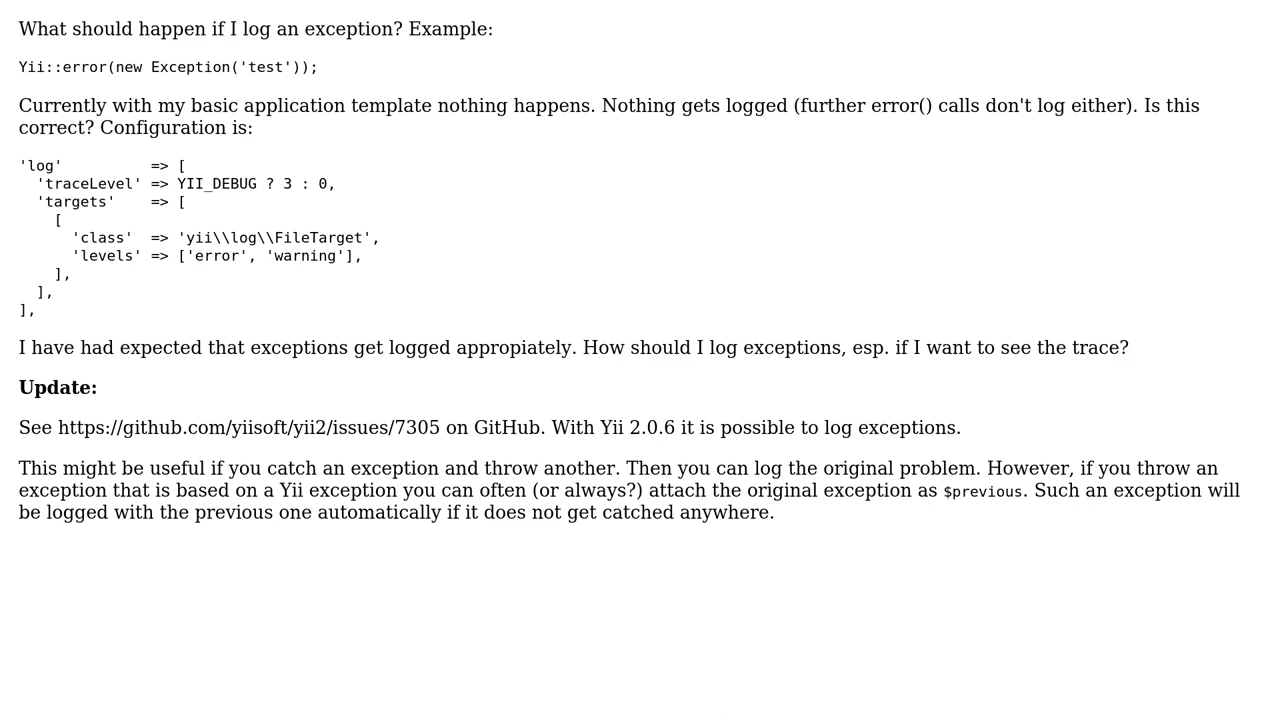 What should happen if I log an exception? Example:
Yii::error(new Exception('test'));
Currently with my basic application template nothing happens. Nothing gets logged (further error() calls don't log either). Is this
correct? Configuration is:
'log'          => [
  'traceLevel' => YII_DEBUG ? 3 : 0,
  'targets'    => [
    [
      'class'  => 'yii\\log\\FileTarget',
      'levels' => ['error', 'warning'],
    ],
  ],
],
I have had expected that exceptions get logged appropiately. How should I log exceptions, esp. if I want to see the trace?
Update:
See https://github.com/yiisoft/yii2/issues/7305 on GitHub. With Yii 2.0.6 it is possible to log exceptions.
This might be useful if you catch an exception and throw another. Then you can log the original problem. However, if you throw an
exception that is based on a Yii exception you can often (or always?) attach the original exception as $previous. Such an exception will
be logged with the previous one automatically if it does not get catched anywhere.